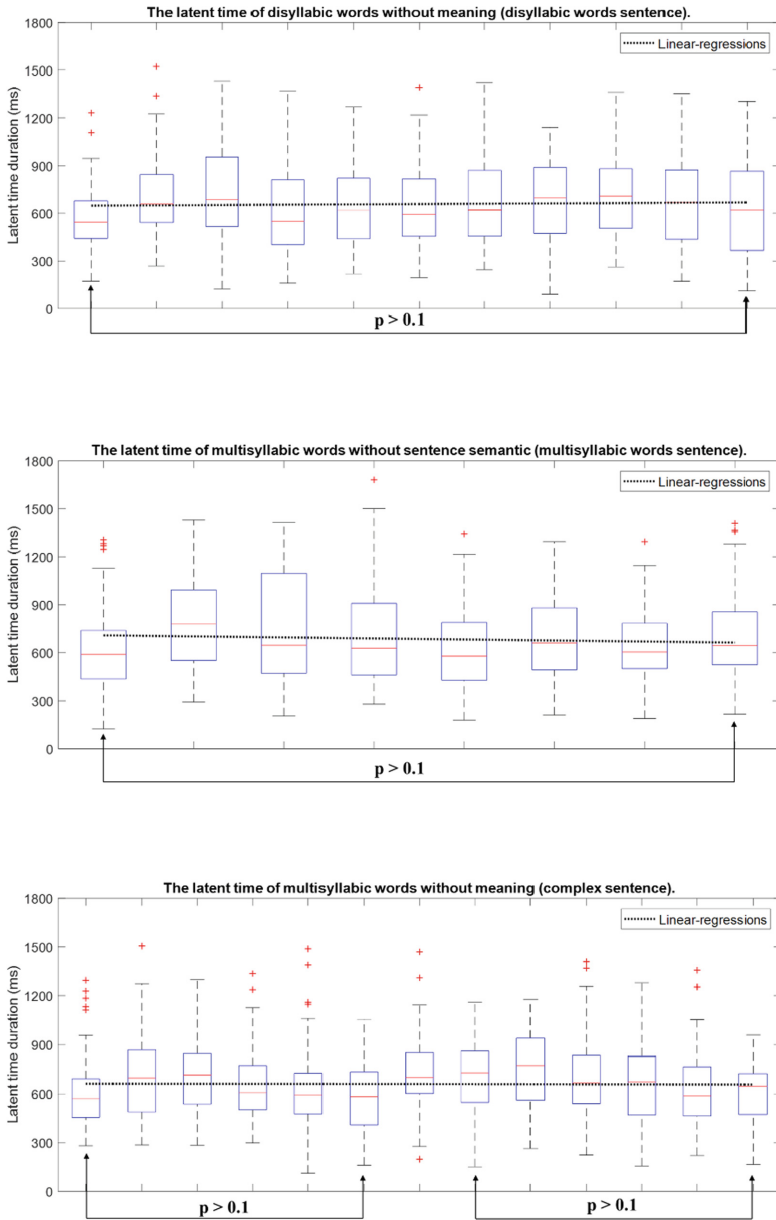 The latent time of disyllabic words without meaning (disyllabic words sentence).
1800
Linear-regressions
1500
1200
900
600
300
0
Latent time duration (ms)
p > 0.1
The latent time of multisyllabic words without sentence semantic (multisyllabic words sentence).
1800
Linear-regressions
1500
1200
900
600
300
0
Latent time duration (ms)
p > 0.1
The latent time of multisyllabic words without meaning (complex sentence).
1800
Linear-regressions
1500
1200
900
600
300
0
Latent time duration (ms)
p > 0.1 p > 0.1